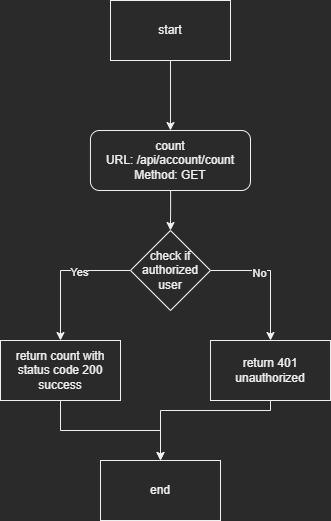 start
count
URL: /api/account/count
Method: GET
check if
authorized
user
Yes
No
return count with
status code 200
success
return 401
unauthorized
end